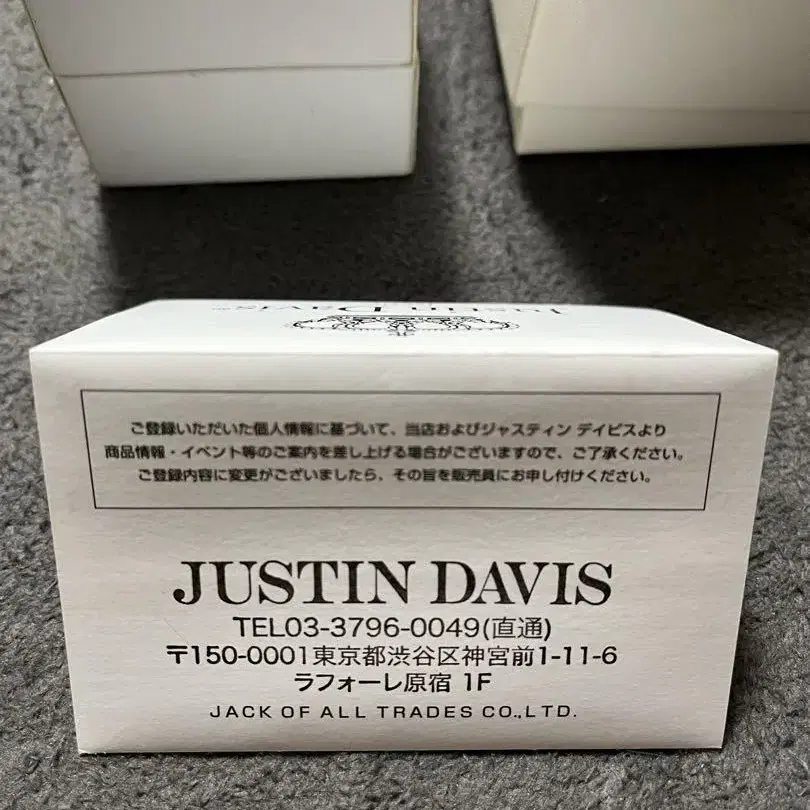 Justin Davis
ご登録いただいた個人情報に基づいて、当店およびジャスティン デイビスより
商品情報・イベント等のご案内を差し上げる場合がございますので、ご了承ください。
ご登録内容に変更がございましたら、その旨を販売員にお申し付けください。
JUSTIN DAVIS
TEL03-3796-0049(直通)
〒150-0001東京都渋谷区神宮前1-11-6
ラフォーレ原宿 1F
JACK OF ALL TRADES CO.,LTD.